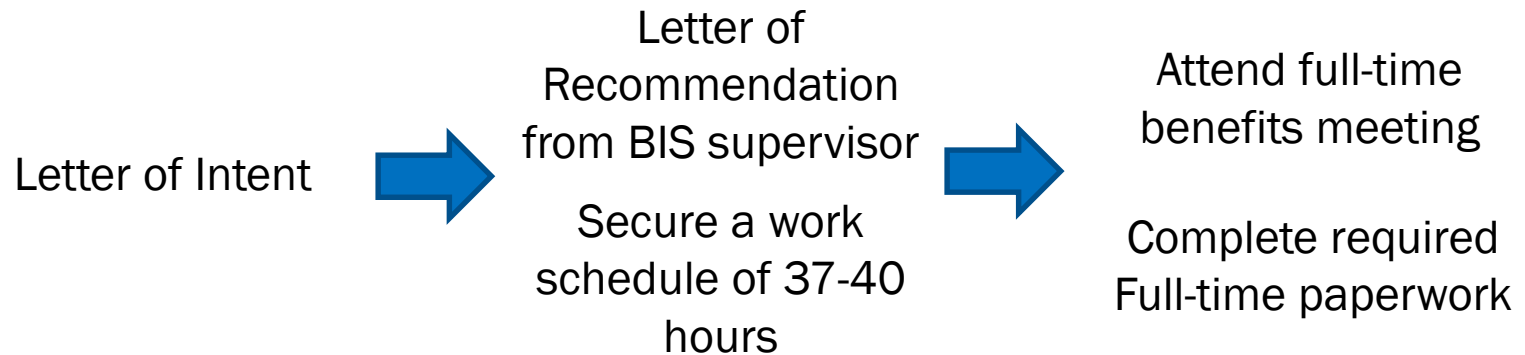 Letter of Intent
Letter of
Recommendation
from BIS supervisor
Secure a work
schedule of 37-40
hours
Attend full-time
benefits meeting
Complete required
Full-time paperwork